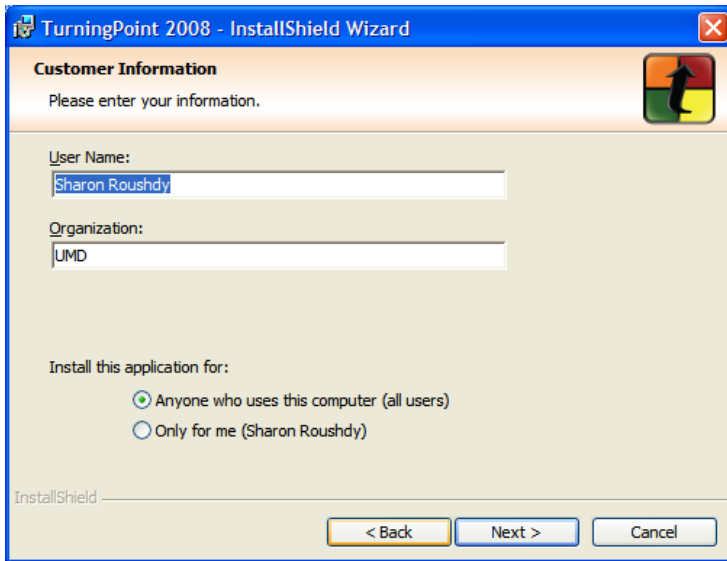 TurningPoint 2008 - InstallShield Wizard
Customer Information
Please enter your information.
User Name:
Sharon Roushdy
Organization:
UMD
Install this application for:
Anyone who uses this computer (all users)
Only for me (Sharon Roushdy)
InstallShield
< Back Next > Cancel